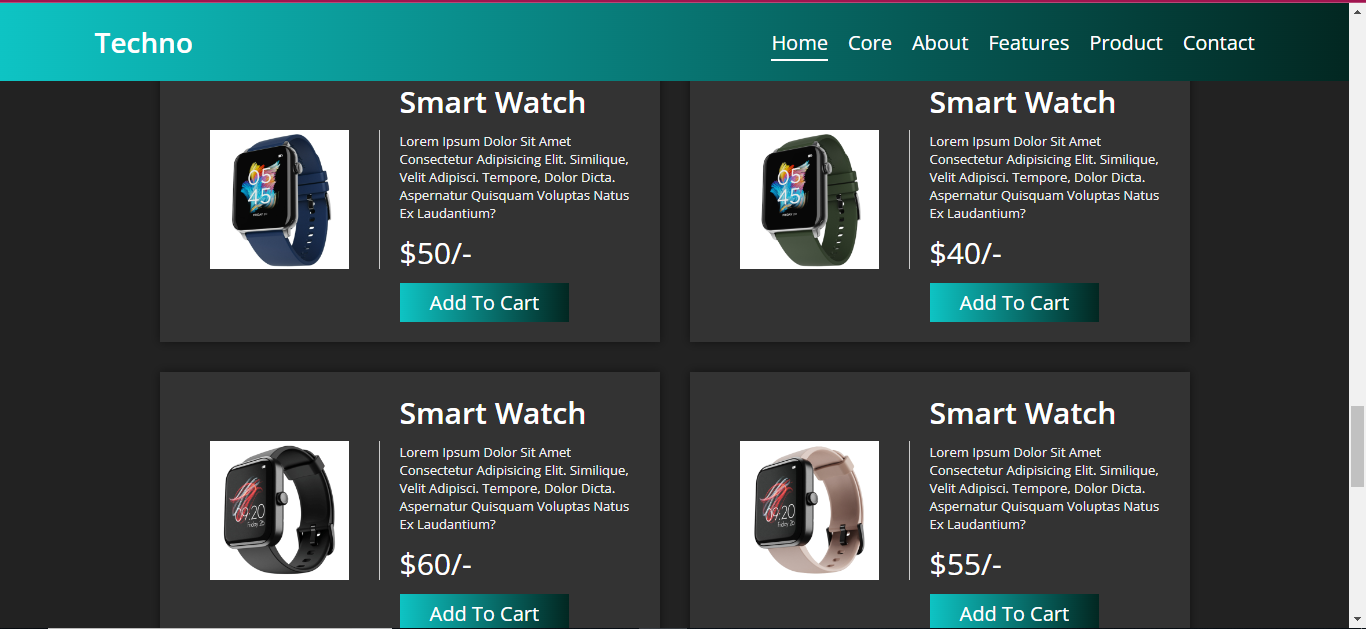 Techno
Home Core About Features Product Contact
Smart Watch
Lorem Ipsum Dolor Sit Amet
Consectetur Adipisicing Elit. Similique,
Velit Adipisci. Tempore, Dolor Dicta.
Aspernatur Quisquam Voluptas Natus
Ex Laudantium?
$50/-
Add To Cart
05
45
Smart Watch
Lorem Ipsum Dolor Sit Amet
Consectetur Adipisicing Elit. Similique,
Velit Adipisci. Tempore, Dolor Dicta.
Aspernatur Quisquam Voluptas Natus
Ex Laudantium?
$40/-
Add To Cart
05
45
Smart Watch
Lorem Ipsum Dolor Sit Amet
Consectetur Adipisicing Elit. Similique,
Velit Adipisci. Tempore, Dolor Dicta.
Aspernatur Quisquam Voluptas Natus
Ex Laudantium?
$60/-
Add To Cart
09:20
Friday 26
Smart Watch
Lorem Ipsum Dolor Sit Amet
Consectetur Adipisicing Elit. Similique,
Velit Adipisci. Tempore, Dolor Dicta.
Aspernatur Quisquam Voluptas Natus
Ex Laudantium?
$55/-
Add To Cart
09:20
Friday 26